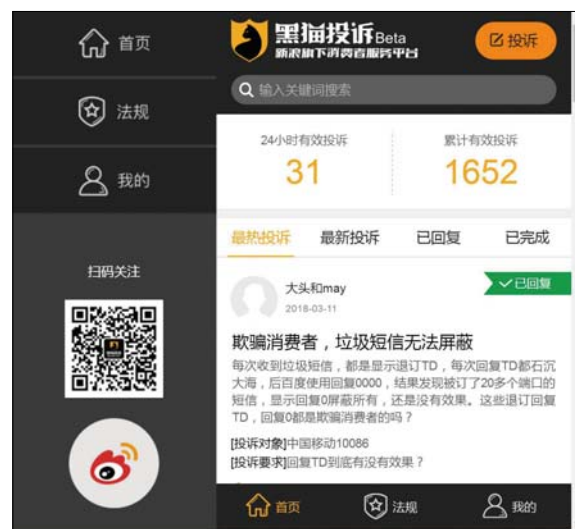 首页
法规
我的
扫码关注
黑猫投诉Beta
新浪旗下消费者服务平台
投诉
输入关键词搜索
24小时有效投诉
累计有效投诉
31
1652
最热投诉
最新投诉
已回复
已完成
大头和may
已回复
2018-03-11
欺骗消费者，垃圾短信无法屏蔽
每次收到垃圾短信，都是显示退订TD，每次回复TD都石沉
大海，后百度使用回复0000，结果发现被订了20多个端口的
短信，显示回复0屏蔽所有，还是没有效果。这些退订回复
TD，回复0都是欺骗消费者的吗？
[投诉对象]中国移动10086
[投诉要求]回复TD到底有没有效果？
首页
法规
我的